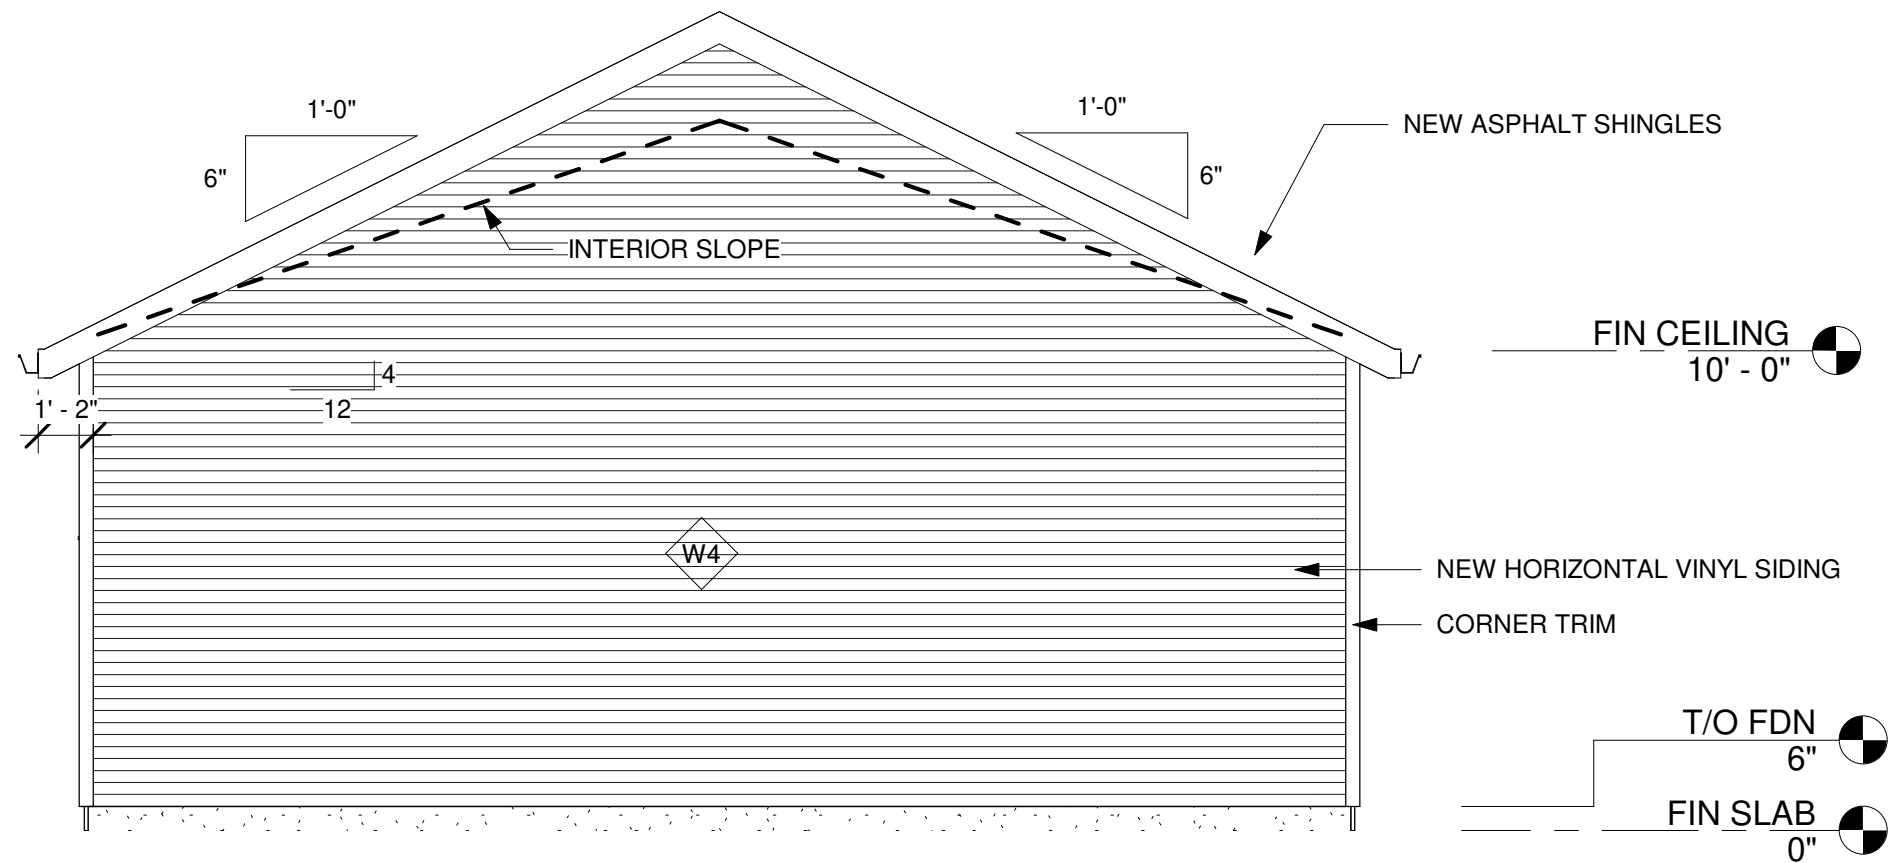 1'-0"
1'-0"
NEW ASPHALT SHINGLES
6"
6"
INTERIOR SLOPE
FIN CEILING
10' - 0"
4
12
1' - 2"
W4
NEW HORIZONTAL VINYL SIDING
CORNER TRIM
T/O FDN
6"
FIN SLAB
0"